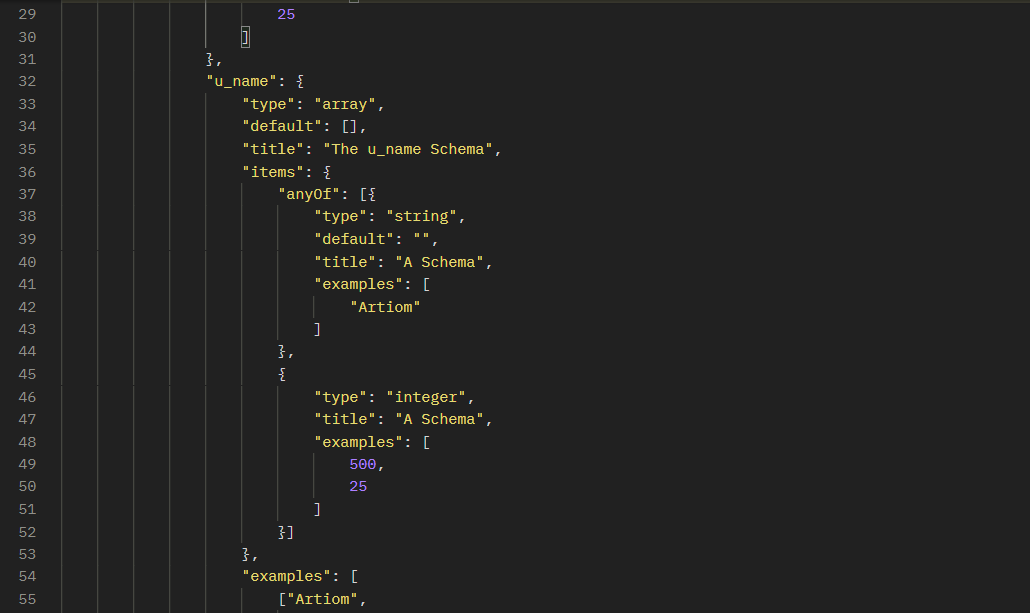 29                          25
30                      ]
31                  },
32                  "u_name": {
33                      "type": "array",
34                      "default": [],
35                      "title": "The u_name Schema",
36                      "items": {
37                          "anyOf": [{
38                              "type": "string",
39                              "default": "",
40                              "title": "A Schema",
41                              "examples": [
42                                  "Artiom"
43                              ]
44                          },
45                          {
46                              "type": "integer",
47                              "title": "A Schema",
48                              "examples": [
49                                  500,
50                                  25
51                              ]
52                          }]
53                      },
54                      "examples": [
55                          ["Artiom",